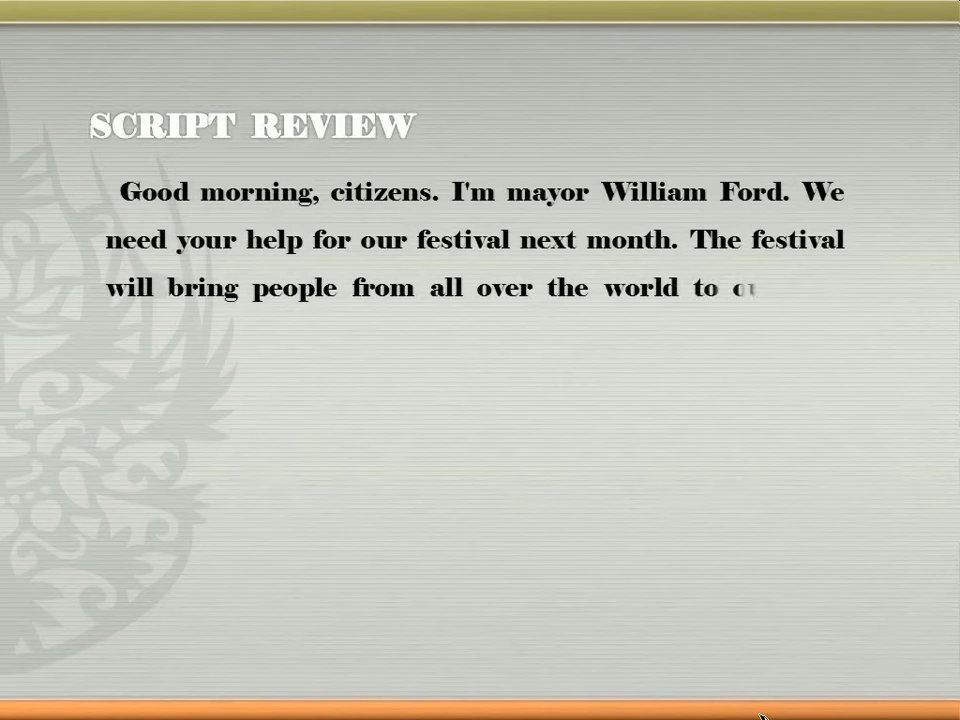 SCRIPT REVIEW
Good morning, citizens. I'm mayor William Ford. We
need your help for our festival next month. The festival
will bring people from all over the world to